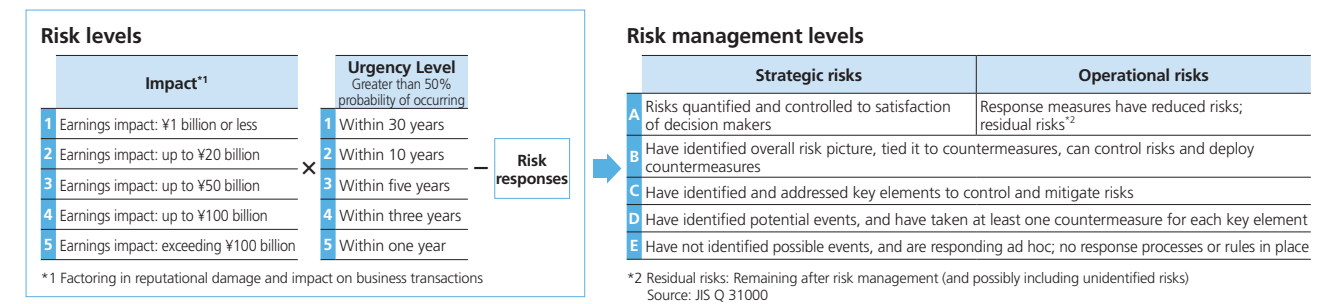 Risk levels
Impact*1
Urgency Level
Greater than 50%
probability of occurring
1 Earnings impact: ¥1 billion or less
1 Within 30 years
2 Earnings impact: up to ¥20 billion
2 Within 10 years
3 Earnings impact: up to ¥50 billion
3 Within five years
4 Earnings impact: up to ¥100 billion
4 Within three years
5 Earnings impact: exceeding ¥100 billion
5 Within one year
×
−
Risk
responses
*1 Factoring in reputational damage and impact on business transactions
Risk management levels
Strategic risks
Operational risks
A Risks quantified and controlled to satisfaction
of decision makers
Response measures have reduced risks;
residual risks*2
B Have identified overall risk picture, tied it to countermeasures, can control risks and deploy
countermeasures
C Have identified and addressed key elements to control and mitigate risks
D Have identified potential events, and have taken at least one countermeasure for each key element
E Have not identified possible events, and are responding ad hoc; no response processes or rules in place
*2 Residual risks: Remaining after risk management (and possibly including unidentified risks)
Source: JIS Q 31000